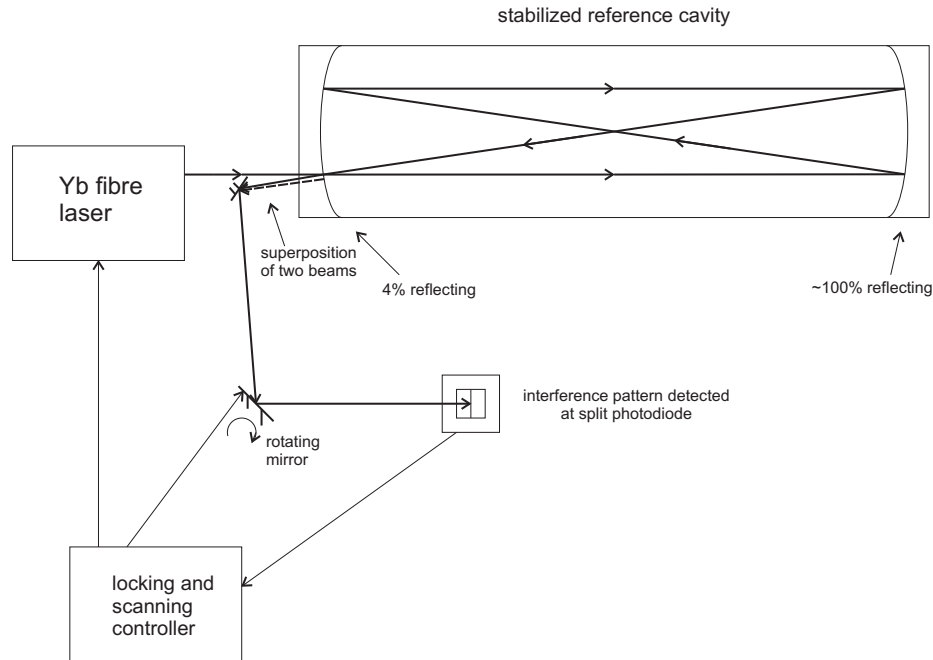 stabilized reference cavity
Yb fibre
laser
superposition
of two beams
4% reflecting
~100% reflecting
interference pattern detected
at split photodiode
rotating
mirror
locking and
scanning
controller